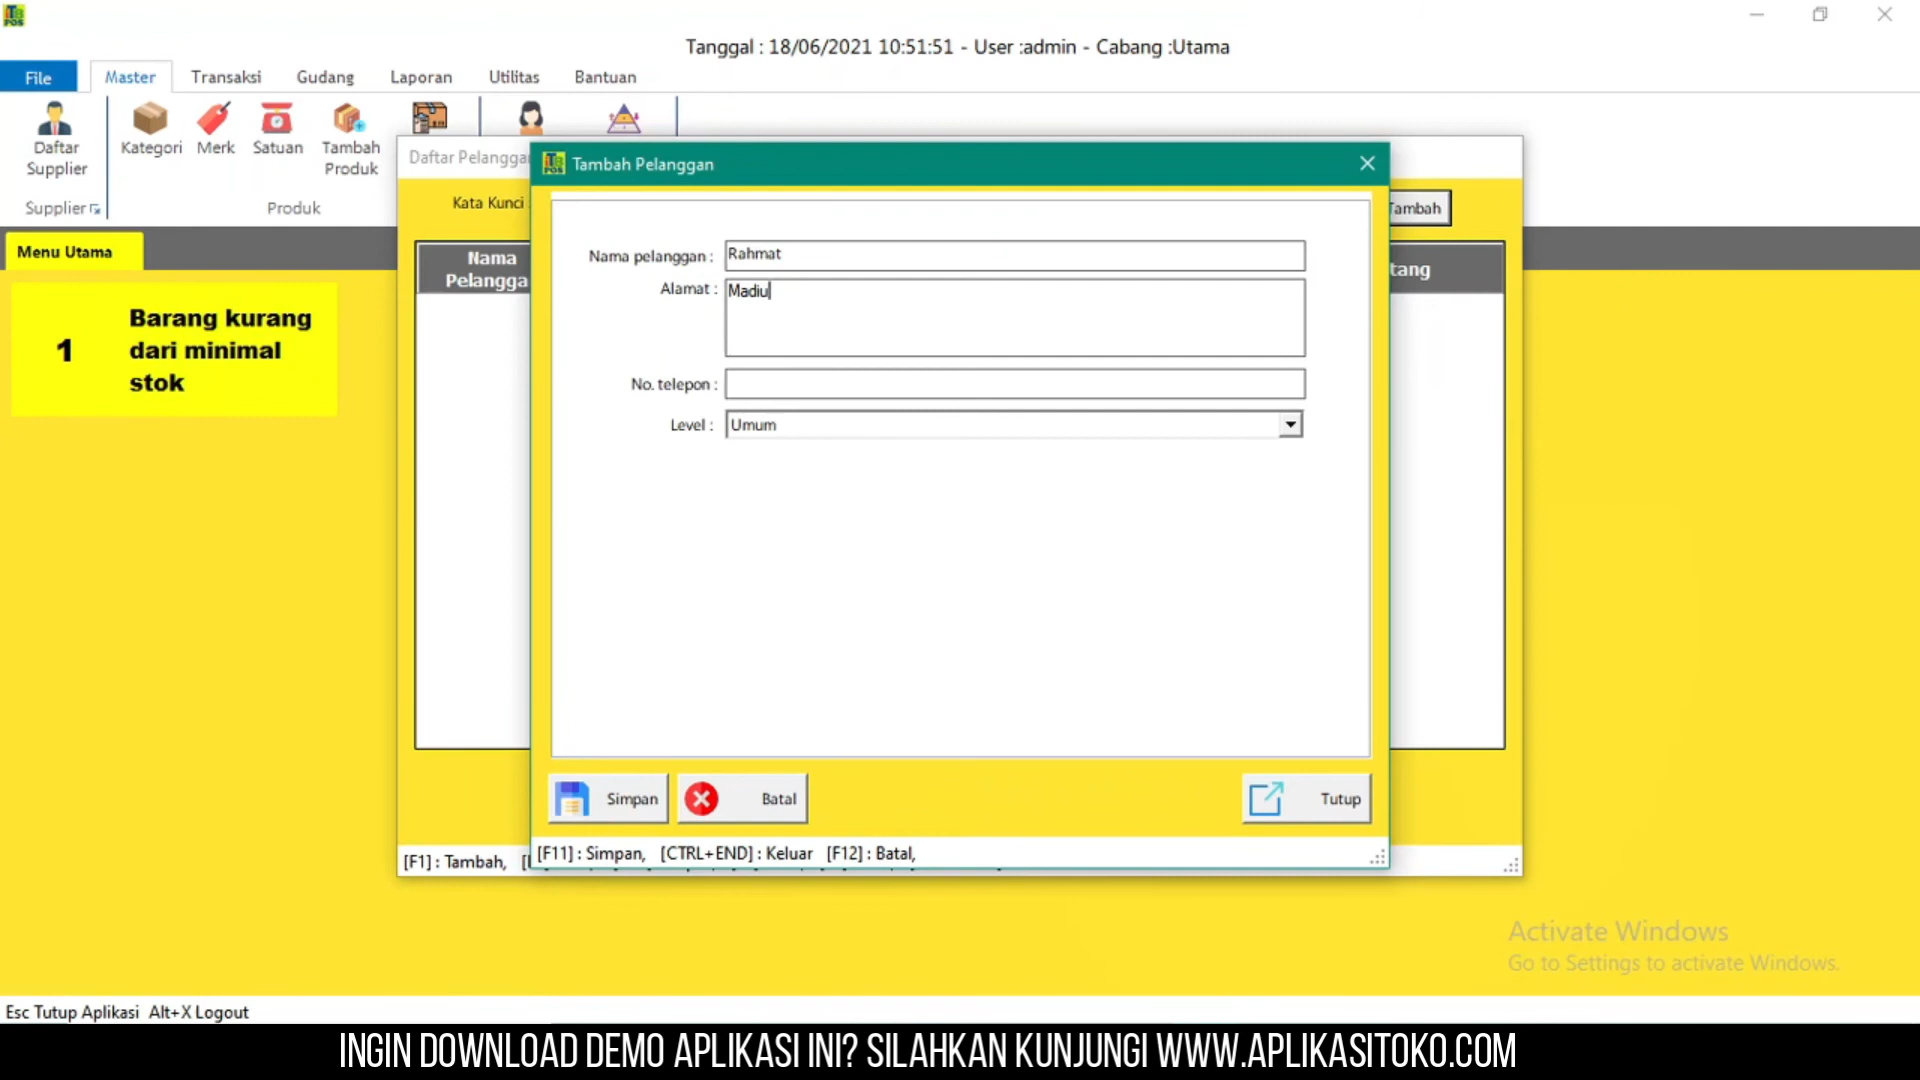 Tanggal : 18/06/2021 10:51:51 - User :admin - Cabang :Utama
File Master Transaksi Gudang Laporan Utilitas Bantuan
Daftar Supplier
Kategori Merk Satuan
Tambah Produk
Supplier
Produk
Menu Utama
1
Barang kurang
dari minimal
stok
Daftar Pelanggan
Kata Kunci
Tambah
Nama
Pelangga
tang
Tambah Pelanggan
Nama pelanggan : Rahmat
Alamat : Madiu
No. telepon :
Level : Umum
Simpan Batal Tutup
[F11] : Simpan, [CTRL+END] : Keluar [F12] : Batal,
[F1] : Tambah,
Activate Windows
Go to Settings to activate Windows.
Esc Tutup Aplikasi Alt+X Logout
INGIN DOWNLOAD DEMO APLIKASI INI? SILAHKAN KUNJUNGI WWW.APLIKASITOKO.COM